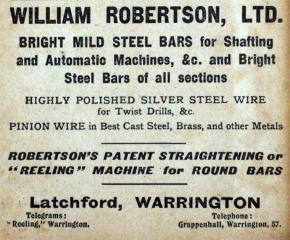 WILLIAM ROBERTSON, LTD.
BRIGHT MILD STEEL BARS for Shafting
and Automatic Machines, &c. and Bright
Steel Bars of all sections
HIGHLY POLISHED SILVER STEEL WIRE
for Twist Drills, &c.
PINION WIRE in Best Cast Steel, Brass, and other Metals
ROBERTSON'S PATENT STRAIGHTENING or
"REELING" MACHINE for ROUND BARS
Latchford, WARRINGTON
Telegrams: Telephone:
"Reeling," Warrington. Grappenhall, Warrington, 57.